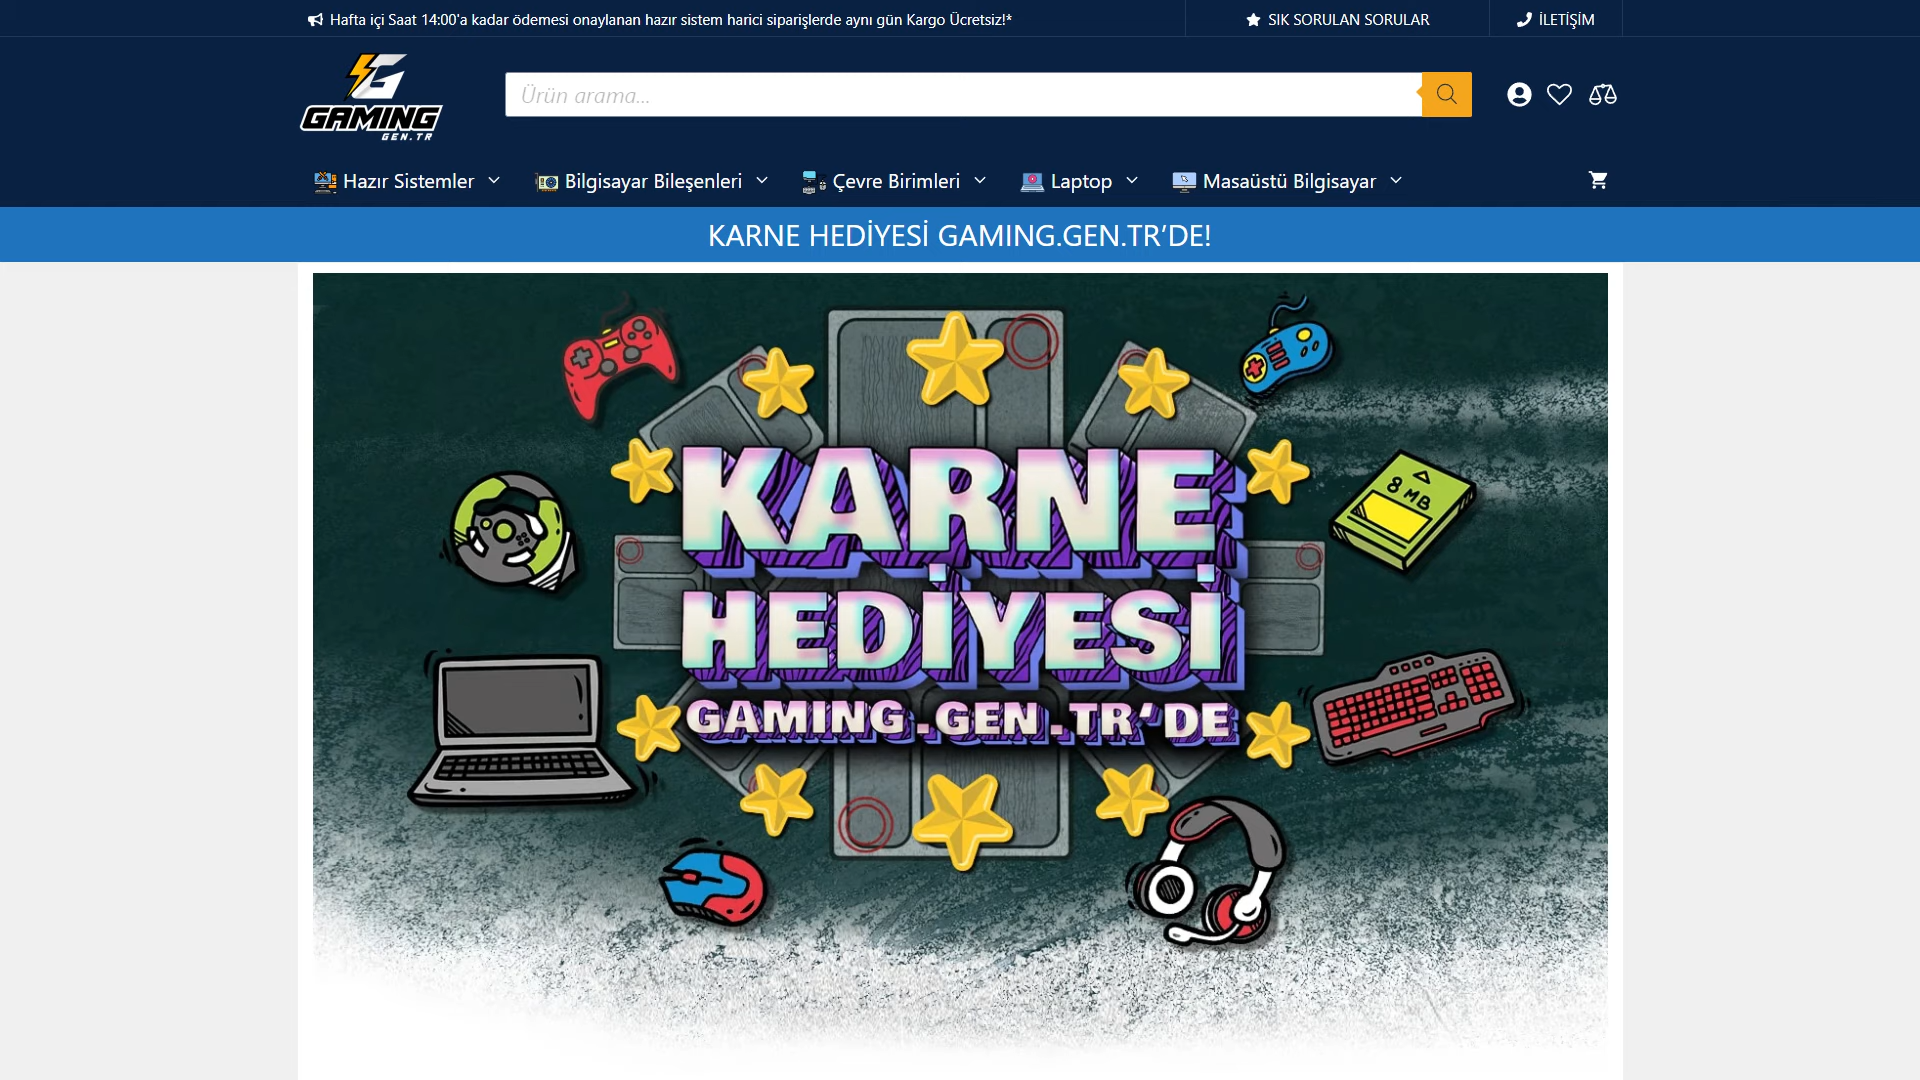 Hafta içi Saat 14:00'a kadar ödemesi onaylanan hazır sistem harici siparişlerde aynı gün Kargo Ücretsiz!*
SIK SORULAN SORULAR
İLETİŞİM
GAMING
GEN.TR
Ürün arama...
Hazır Sistemler
Bilgisayar Bileşenleri
Çevre Birimleri
Laptop
Masaüstü Bilgisayar
KARNE HEDİYESİ GAMING.GEN.TR’DE!
KARNE
HEDİYESİ
GAMING.GEN.TR’DE
8 MB